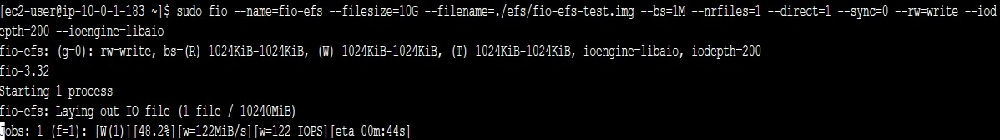 [ec2-user@ip-10-0-1-183 ~]$ sudo fio --name=fio-efs --filesize=10G --filename=./efs/fio-efs-test.img --bs=1M --nrfiles=1 --direct=1 --sync=0 --rw=write --iod
epth=200 --ioengine=libaio
fio-efs: (g=0): rw=write, bs=(R) 1024KiB-1024KiB, (W) 1024KiB-1024KiB, (T) 1024KiB-1024KiB, ioengine=libaio, iodepth=200
fio-3.32
Starting 1 process
fio-efs: Laying out IO file (1 file / 10240MiB)
Jobs: 1 (f=1): [W(1)][48.2%][w=122MiB/s][w=122 IOPS][eta 00m:44s]